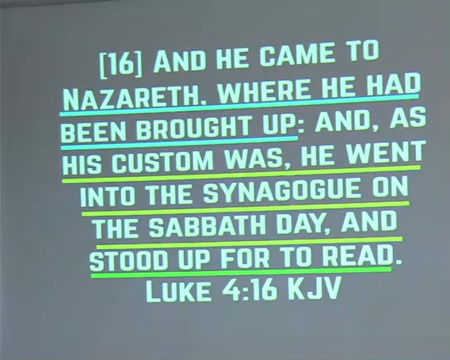 [16] AND HE CAME TO
NAZARETH. WHERE HE HAD
BEEN BROUGHT UP: AND, AS
HIS CUSTOM WAS, HE WENT
INTO THE SYNAGOGUE ON
THE SABBATH DAY, AND
STOOD UP FOR TO READ.
LUKE 4:16 KJV